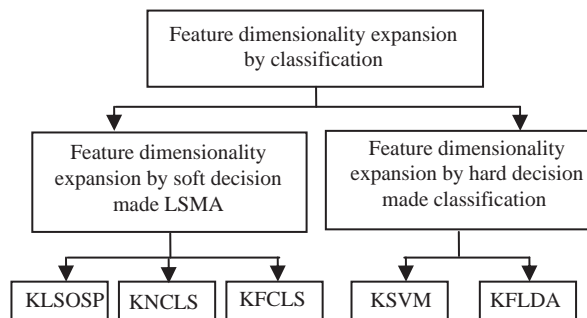 Feature dimensionality expansion
by classification
Feature dimensionality
expansion by soft decision
made LSMA
Feature dimensionality
expansion by hard decision
made classification
KLSOSP
KNCLS
KFCLS
KSVM
KFLDA